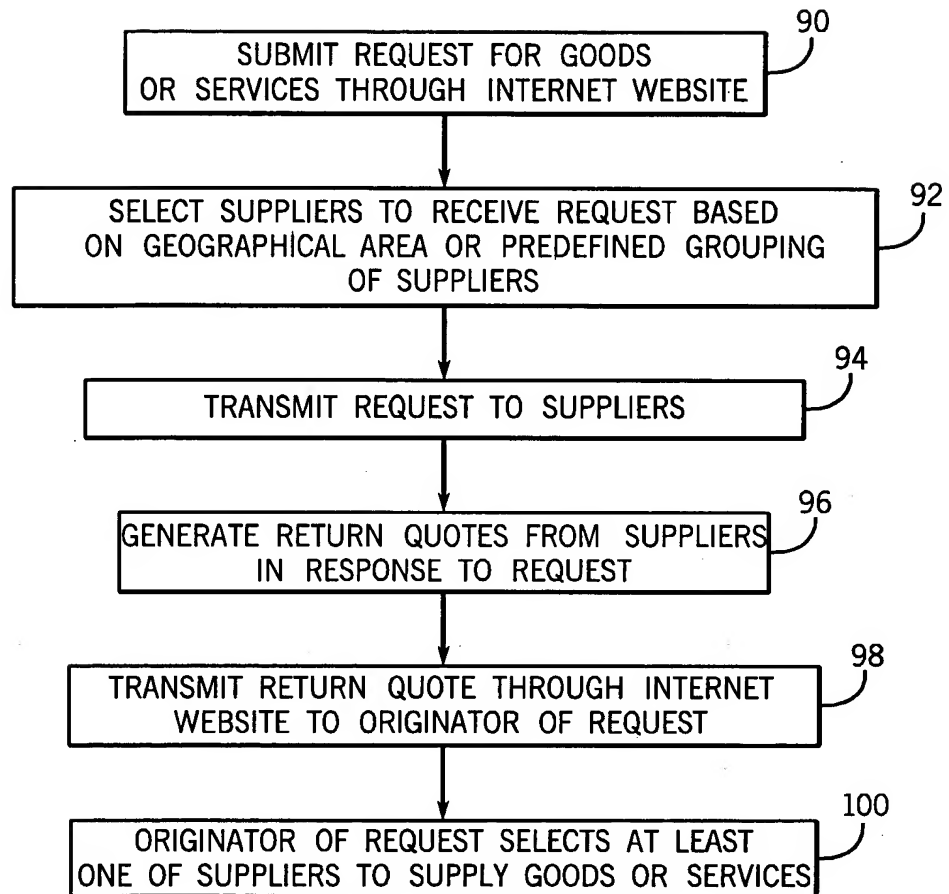 90
SUBMIT REQUEST FOR GOODS
OR SERVICES THROUGH INTERNET WEBSITE
92
SELECT SUPPLIERS TO RECEIVE REQUEST BASED
ON GEOGRAPHICAL AREA OR PREDEFINED GROUPING
OF SUPPLIERS
94
TRANSMIT REQUEST TO SUPPLIERS
96
GENERATE RETURN QUOTES FROM SUPPLIERS
IN RESPONSE TO REQUEST
98
TRANSMIT RETURN QUOTE THROUGH INTERNET
WEBSITE TO ORIGINATOR OF REQUEST
100
ORIGINATOR OF REQUEST SELECTS AT LEAST
ONE OF SUPPLIERS TO SUPPLY GOODS OR SERVICES